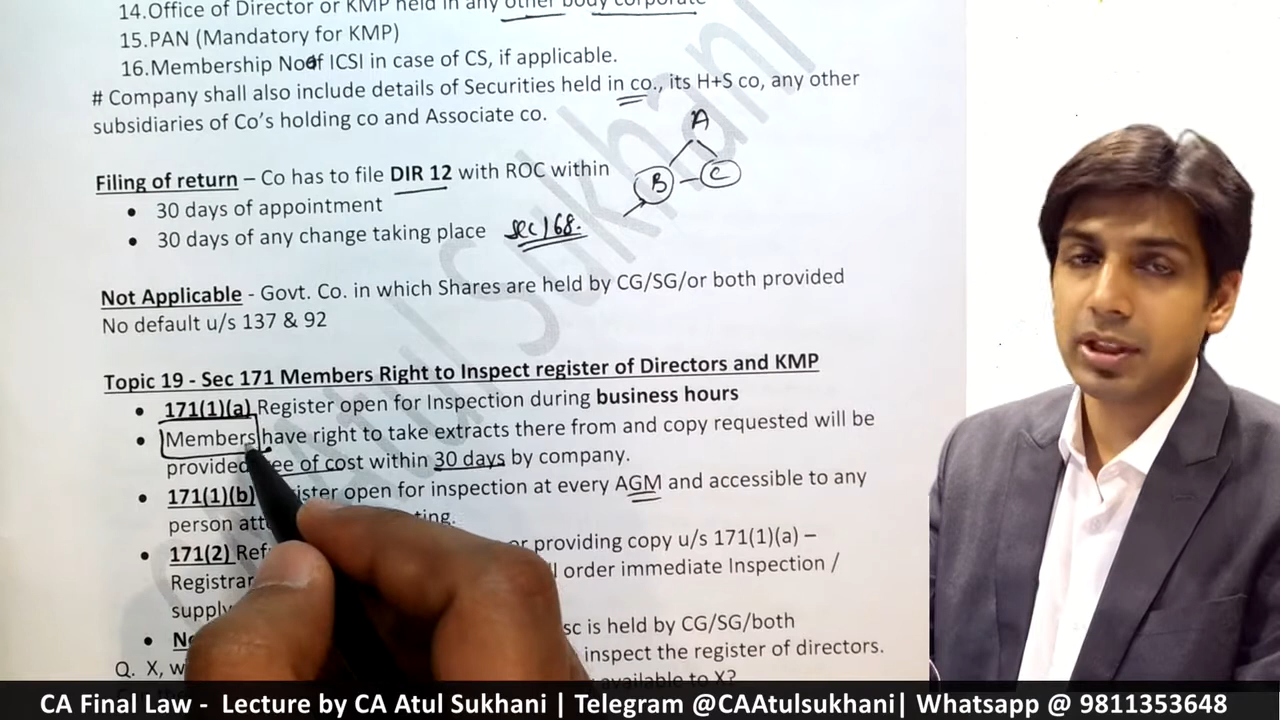 14.Office of Director or KMP held in any other body corporate
15.PAN (Mandatory for KMP)
16.Membership No of ICSI in case of CS, if applicable.
# Company shall also include details of Securities held in co., its H+S co, any other
subsidiaries of Co's holding co and Associate co.
A
B
C
Filing of return – Co has to file DIR 12 with ROC within
• 30 days of appointment
• 30 days of any change taking place sec 168.
Not Applicable - Govt. Co. in which Shares are held by CG/SG/or both provided
No default u/s 137 & 92
Topic 19 - Sec 171 Members Right to Inspect register of Directors and KMP
• 171(1)(a) Register open for Inspection during business hours
• Members have right to take extracts there from and copy requested will be
provided free of cost within 30 days by company.
• 171(1)(b) Register open for inspection at every AGM and accessible to any
person
• 171(2) providing copy u/s 171(1)(a) –
Registrar order immediate Inspection /
supply
• is held by CG/SG/both
Q. X, inspect the register of directors.
available to X?
Atul Sukhani
CA Final Law - Lecture by CA Atul Sukhani | Telegram @CAAtulsukhani| Whatsapp @ 9811353648